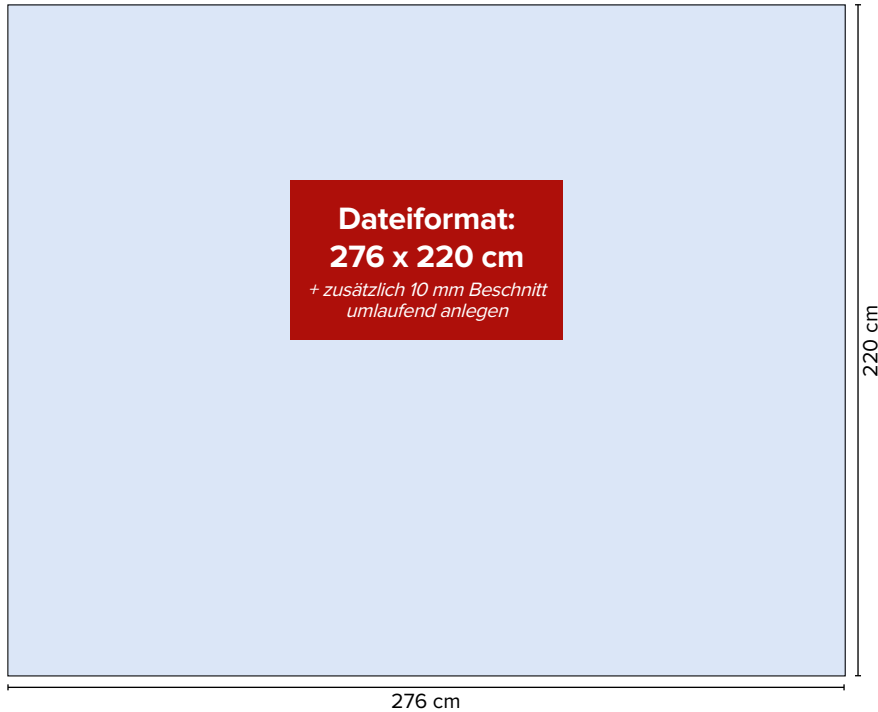 Dateiformat:
276 x 220 cm
+ zusätzlich 10 mm Beschnitt
umlaufend anlegen
220 cm
276 cm